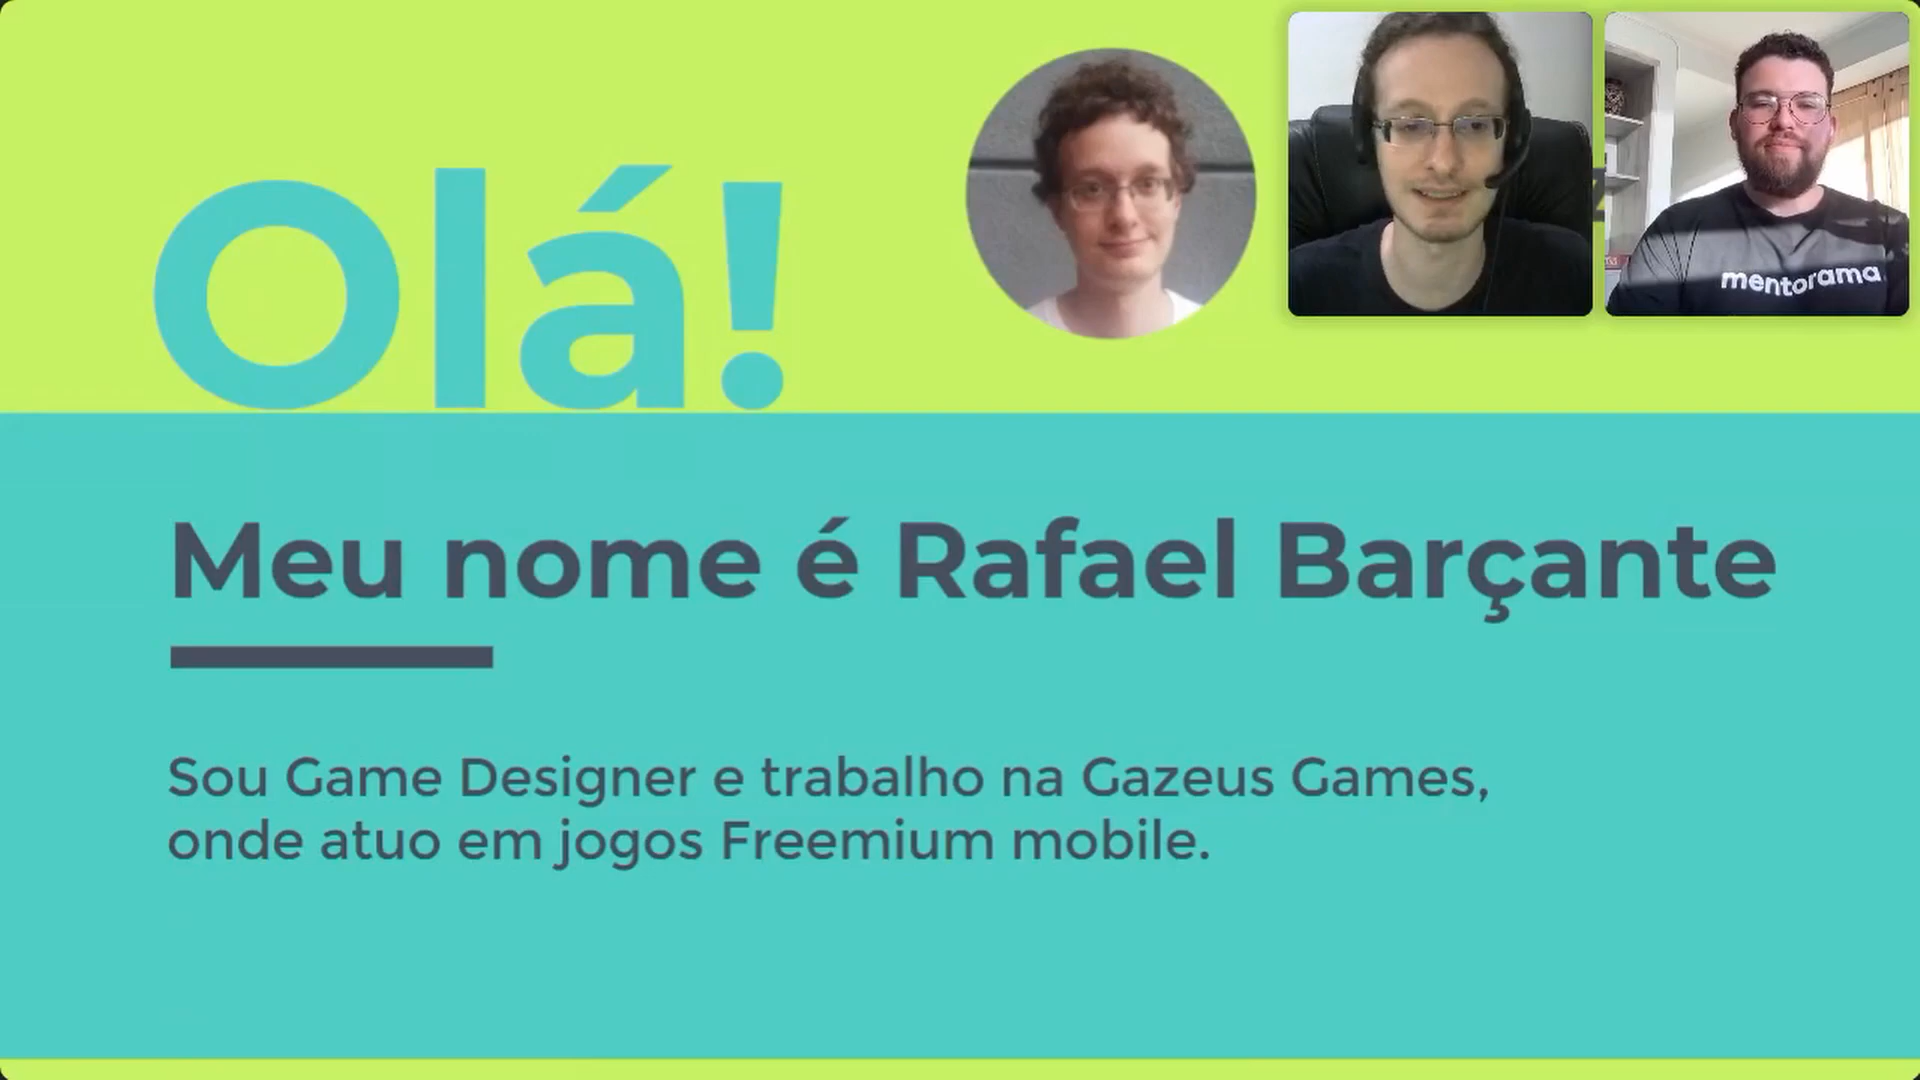 Olá!
mentorama
Meu nome é Rafael Barçante
Sou Game Designer e trabalho na Gazeus Games,
onde atuo em jogos Freemium mobile.